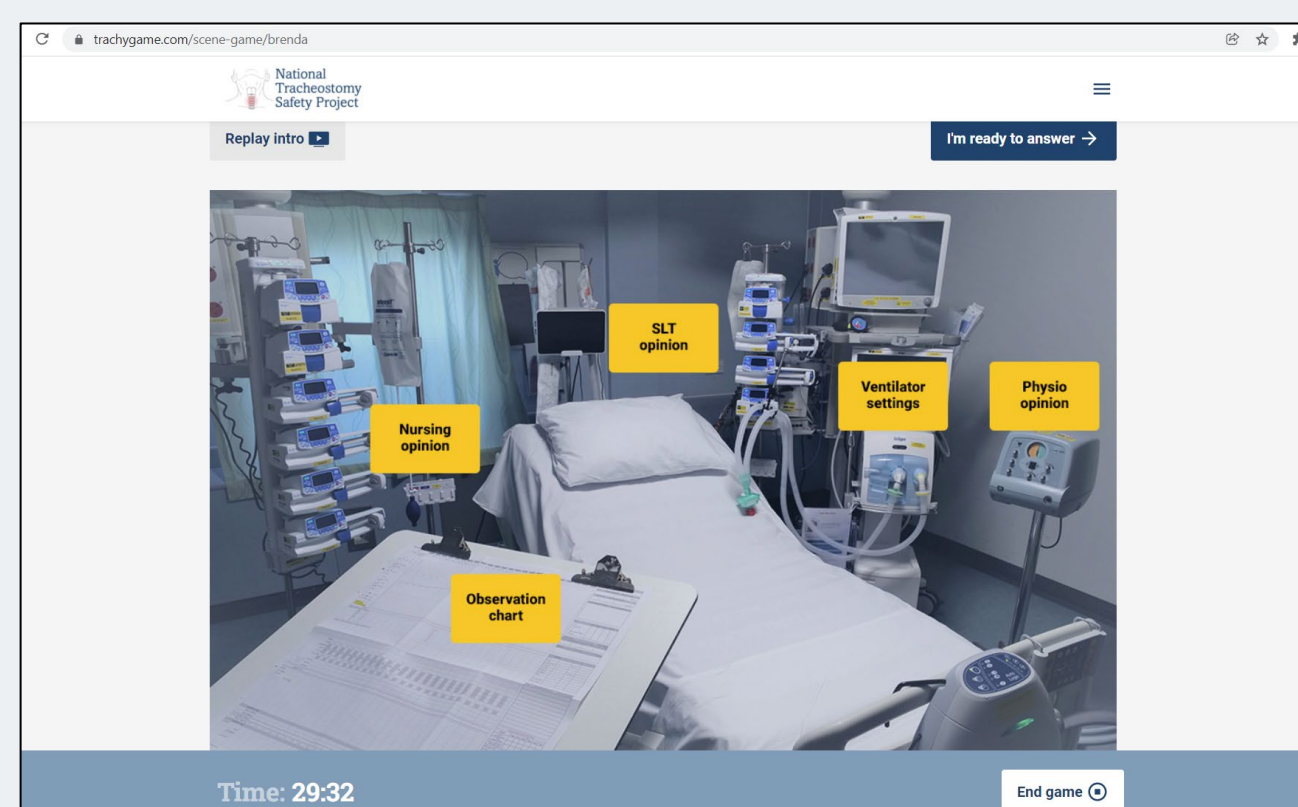 trachygame.com/scene-game/brenda
National
Tracheostomy
Safety Project
Replay intro
I'm ready to answer
SLT
opinion
Ventilator
settings
Physio
opinion
Nursing
opinion
Observation
chart
Time: 29:32
End game